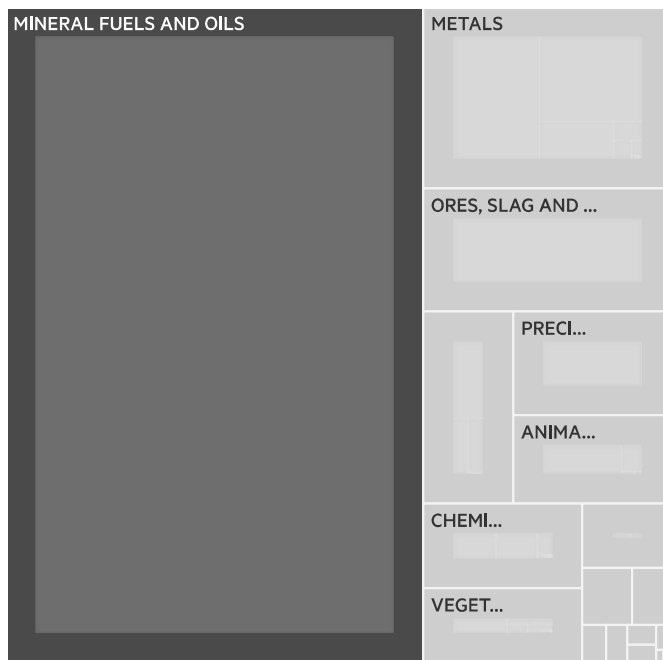 MINERAL FUELS AND OILS
METALS
ORES, SLAG AND ...
PRECI...
ANIMA...
CHEMI...
VEGET...